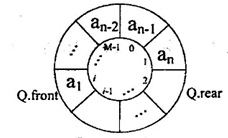 a_{n-2} a_{n-1}
⋮ M-1 0 a_n
⋮ 1
a_1 i 2
Q.front i-1 ... Q.rear
...